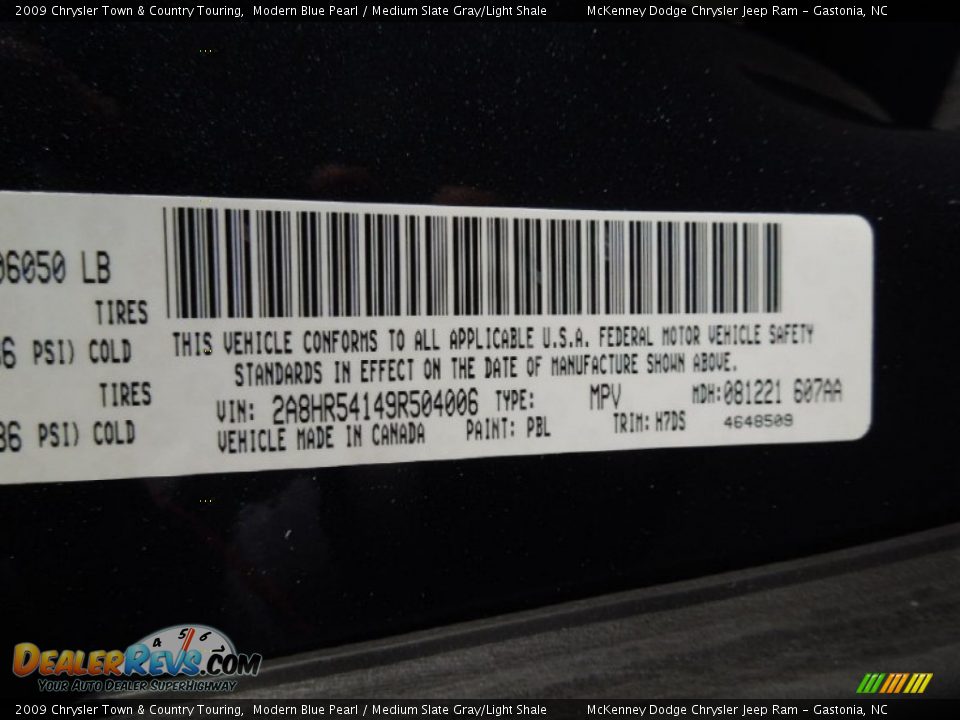 2009 Chrysler Town & Country Touring, Modern Blue Pearl / Medium Slate Gray/Light Shale McKenney Dodge Chrysler Jeep Ram - Gastonia, NC
6050 LB
TIRES
PSI) COLD
TIRES
PSI) COLD
THIS VEHICLE CONFORMS TO ALL APPLICABLE U.S.A. FEDERAL MOTOR VEHICLE SAFETY
STANDARDS IN EFFECT ON THE DATE OF MANUFACTURE SHOWN ABOVE.
VIN: 2A8HR54149R504006 TYPE: MPV MDH:081221 607AA
VEHICLE MADE IN CANADA PAINT: PBL TRIM: H7DS 4648509
4 5 6
DEALERREVS.COM
YOUR AUTO DEALER SUPERHIGHWAY
2009 Chrysler Town & Country Touring, Modern Blue Pearl / Medium Slate Gray/Light Shale McKenney Dodge Chrysler Jeep Ram - Gastonia, NC